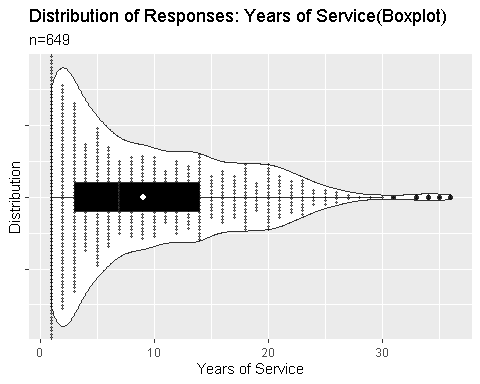 Distribution of Responses: Years of Service(Boxplot)
n=649
Distribution
0 10 20 30
Years of Service